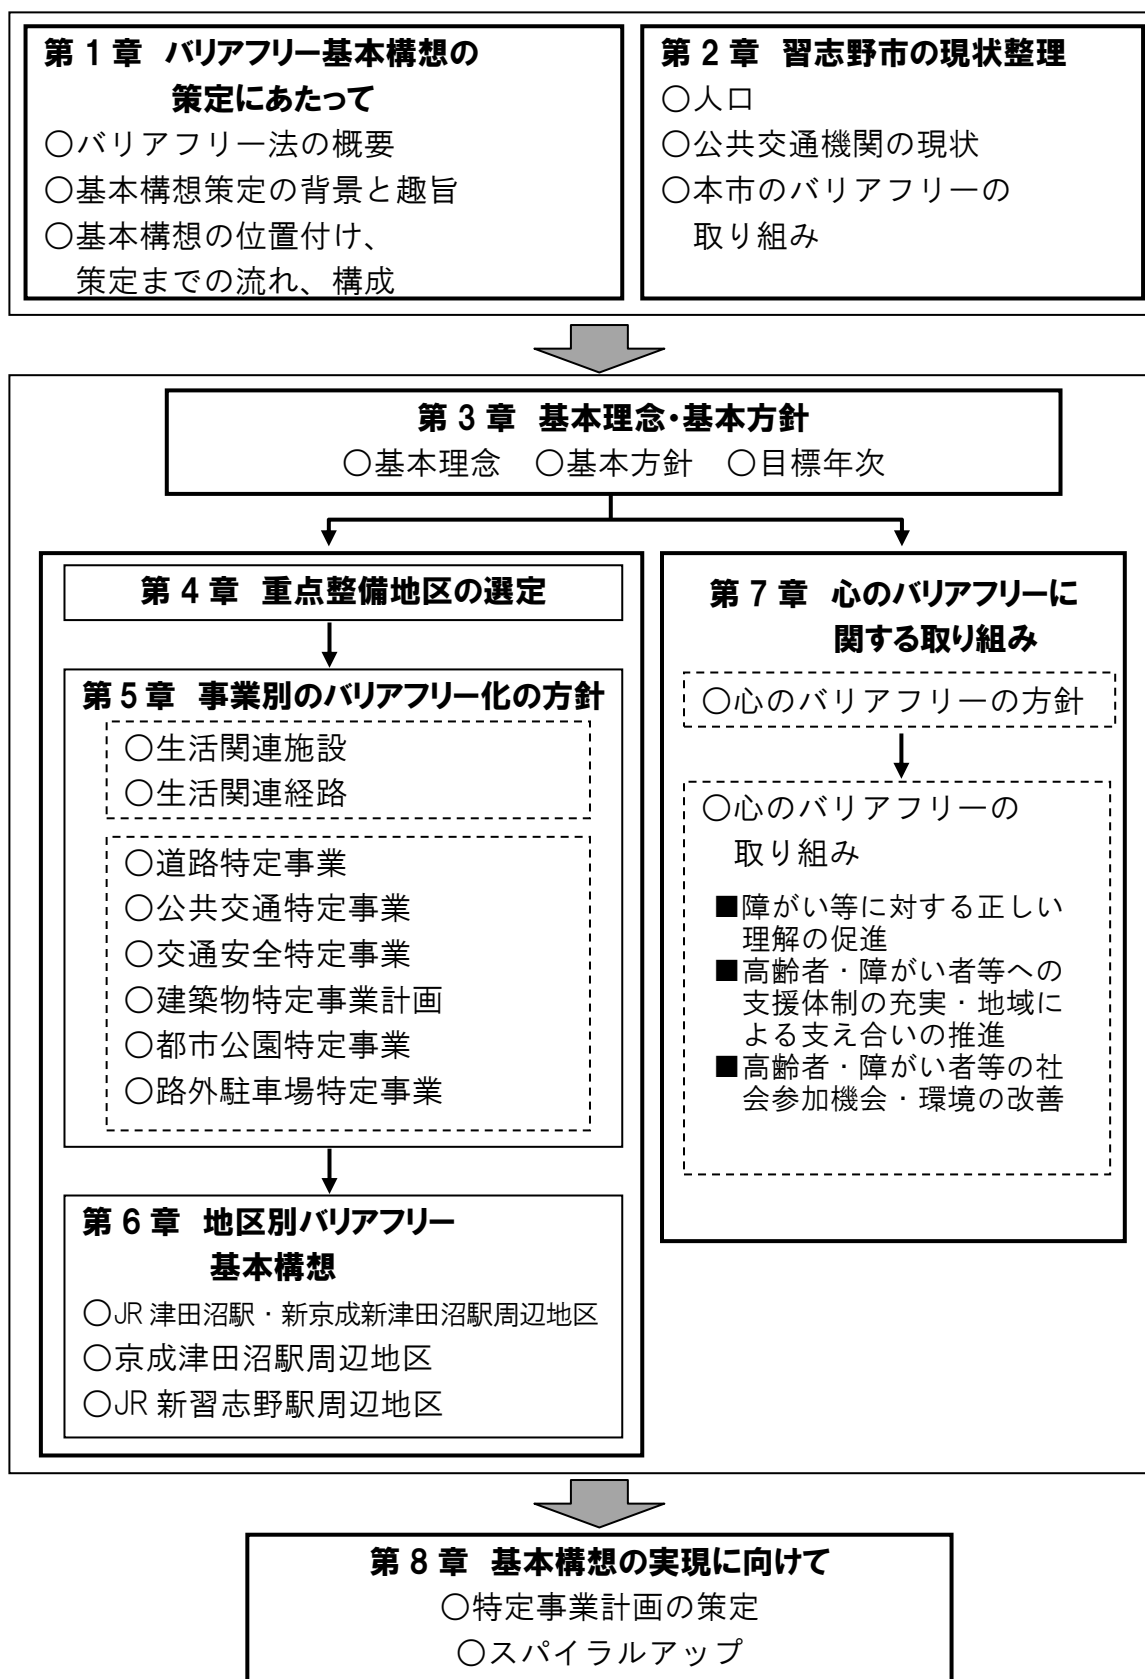 第1章 バリアフリー基本構想の
策定にあたって
○バリアフリー法の概要
○基本構想策定の背景と趣旨
○基本構想の位置付け、
策定までの流れ、構成
第2章 習志野市の現状整理
○人口
○公共交通機関の現状
○本市のバリアフリーの
取り組み
第3章 基本理念・基本方針
○基本理念 ○基本方針 ○目標年次
第4章 重点整備地区の選定
第5章 事業別のバリアフリー化の方針
○生活関連施設
○生活関連経路
○道路特定事業
○公共交通特定事業
○交通安全特定事業
○建築物特定事業計画
○都市公園特定事業
○路外駐車場特定事業
第6章 地区別バリアフリー
基本構想
○JR津田沼駅・新京成新津田沼駅周辺地区
○京成津田沼駅周辺地区
○JR新習志野駅周辺地区
第7章 心のバリアフリーに
関する取り組み
○心のバリアフリーの方針
○心のバリアフリーの
取り組み
■障がい等に対する正しい
理解の促進
■高齢者・障がい者等への
支援体制の充実・地域に
よる支え合いの推進
■高齢者・障がい者等の社
会参加機会・環境の改善
第8章 基本構想の実現に向けて
○特定事業計画の策定
○スパイラルアップ